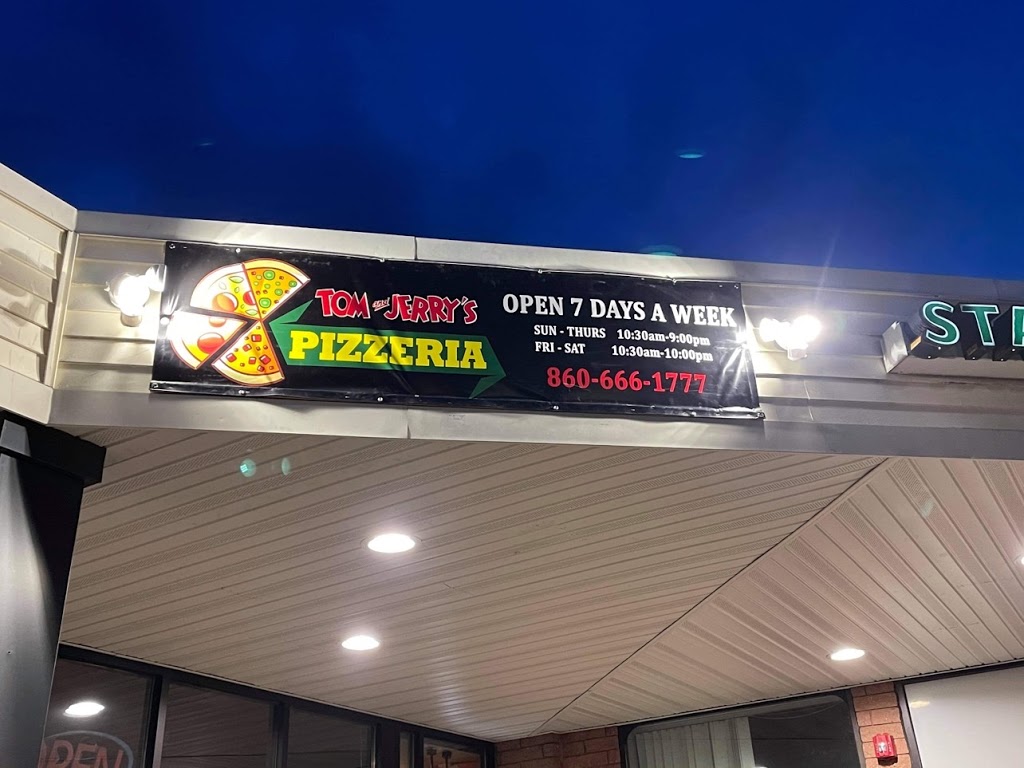 TOM and JERRY'S
PIZZERIA
OPEN 7 DAYS A WEEK
SUN - THURS 10:30am-9:00pm
FRI - SAT 10:30am-10:00pm
860-666-1777
ST
OPEN